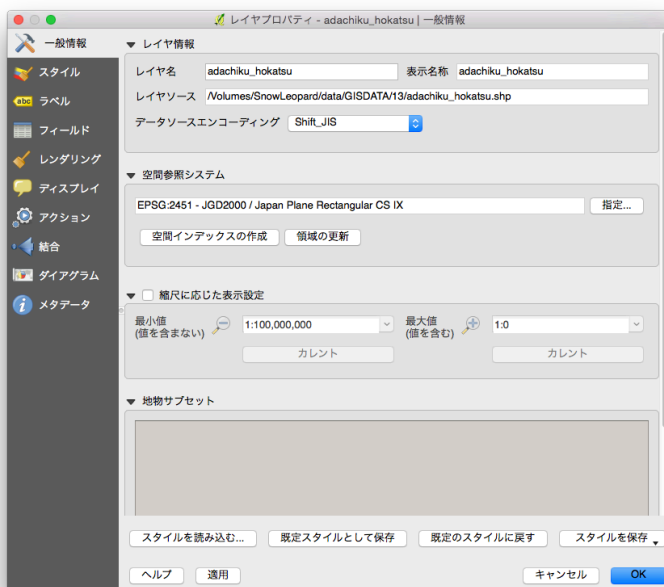 レイヤプロパティ - adachiku_hokatsu | 一般情報
一般情報
スタイル
abc ラベル
フィールド
レンダリング
ディスプレイ
アクション
結合
ダイアグラム
メタデータ
▼ レイヤ情報
レイヤ名 adachiku_hokatsu 表示名称 adachiku_hokatsu
レイヤソース /Volumes/SnowLeopard/data/GISDATA/13/adachiku_hokatsu.shp
データソースエンコーディング Shift_JIS
▼ 空間参照システム
EPSG:2451 - JGD2000 / Japan Plane Rectangular CS IX 指定...
空間インデックスの作成 領域の更新
▼ 縮尺に応じた表示設定
最小値
(値を含まない) 1:100,000,000 最大値
(値を含む) 1:0
カレント カレント
▼ 地物サブセット
スタイルを読み込む... 既定スタイルとして保存 既定のスタイルに戻す スタイルを保存
ヘルプ 適用 キャンセル OK